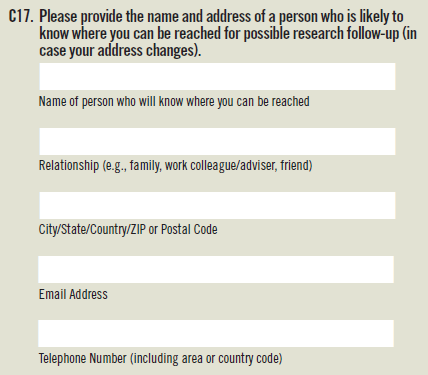 C17. Please provide the name and address of a person who is likely to
know where you can be reached for possible research follow-up (in
case your address changes).
Name of person who will know where you can be reached
Relationship (e.g., family, work colleague/adviser, friend)
City/State/Country/ZIP or Postal Code
Email Address
Telephone Number (including area or country code)